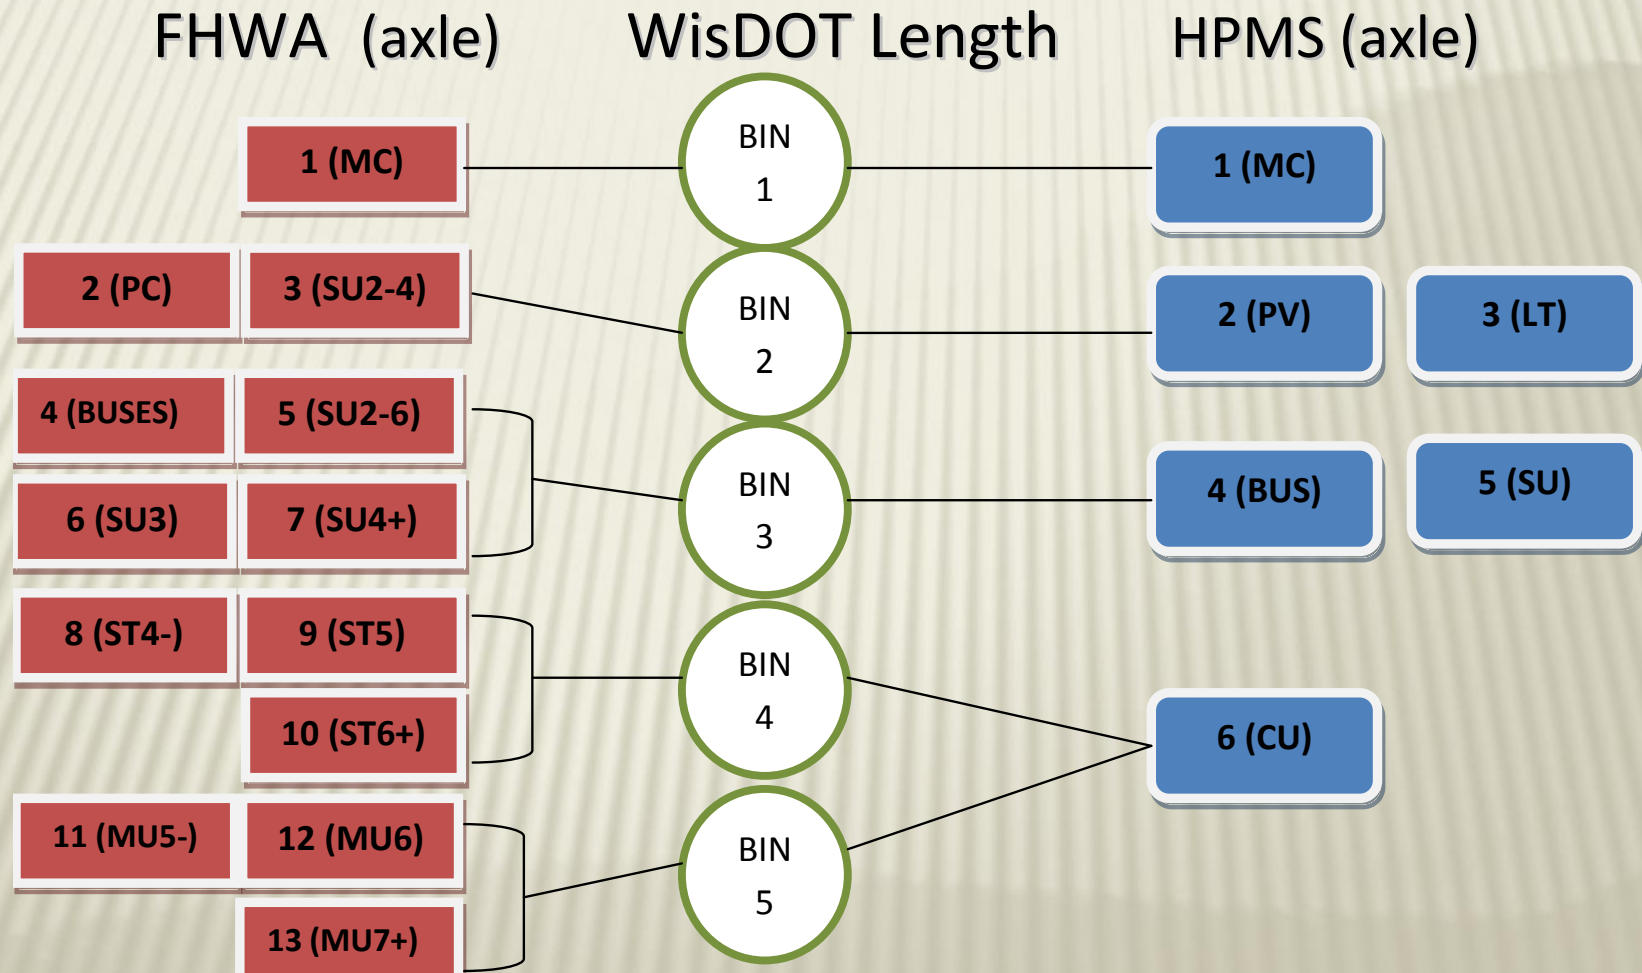 FHWA (axle) WisDOT Length HPMS (axle)
1 (MC) BIN 1 1 (MC)
2 (PC) 3 (SU2-4) BIN 2 2 (PV) 3 (LT)
4 (BUSES) 5 (SU2-6)
6 (SU3) 7 (SU4+) BIN 3 4 (BUS) 5 (SU)
8 (ST4-) 9 (ST5)
10 (ST6+) BIN 4 6 (CU)
11 (MU5-) 12 (MU6) BIN 5
13 (MU7+)